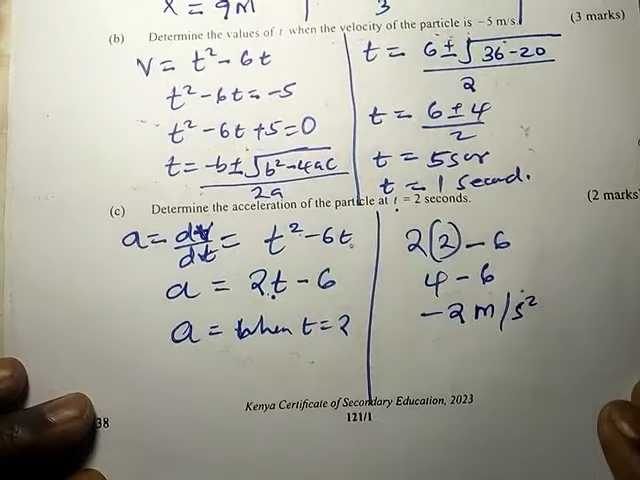 x = 9m
3
(b) Determine the values of t when the velocity of the particle is −5 m/s
(3 marks)
V = t² − 6t
t² − 6t = −5
t² − 6t + 5 = 0
t = −b ± √b² − 4ac
2a
t = 6 ± √36 − 20
2
t = 6 ± 4
2
t = 5
t = 1 second.
(c) Determine the acceleration of the particle at t = 2 seconds.
(2 marks
a = dv/dt = t² − 6t
a = 2t − 6
a = when t = 2
2(2) − 6
4 − 6
−2 m/s²
Kenya Certificate of Secondary Education, 2023
38
121/1